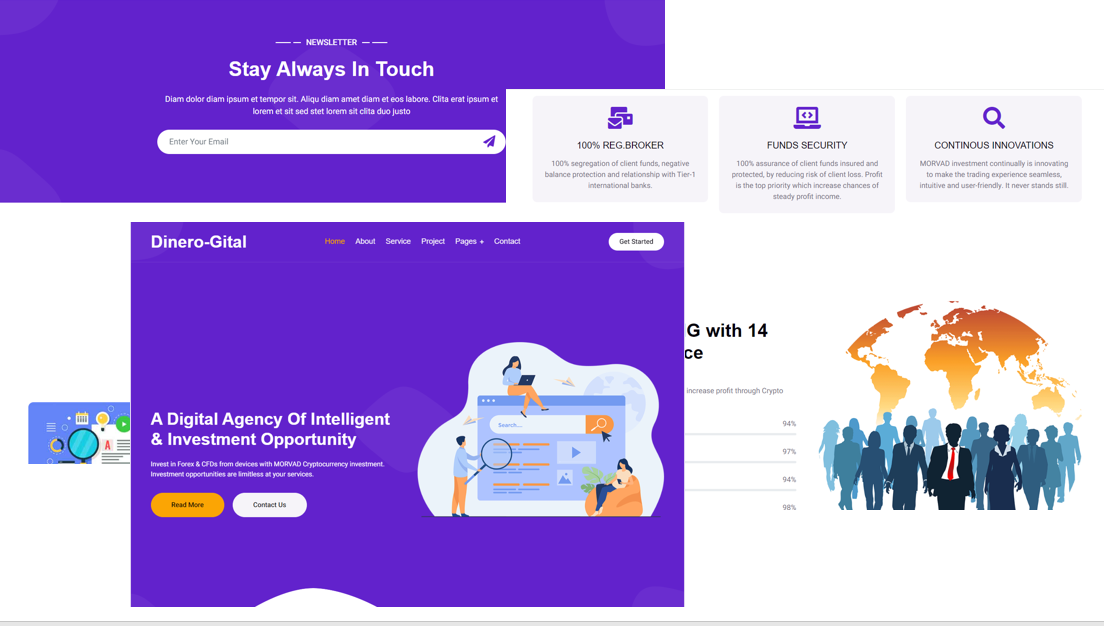 NEWSLETTER
Stay Always In Touch
Diam dolor diam ipsum et tempor sit. Aliqu diam amet diam et eos labore. Clita erat ipsum et
lorem et sit sed stet lorem sit clita duo justo
Enter Your Email
100% REG.BROKER
100% segregation of client funds, negative
balance protection and relationship with Tier-1
international banks.
FUNDS SECURITY
100% assurance of client funds insured and
protected, by reducing risk of client loss. Profit
is the top priority which increase chances of
steady profit income.
CONTINOUS INNOVATIONS
MORVAD investment continually is innovating
to make the trading experience seamless,
intuitive and user-friendly. It never stands still.
Dinero-Gital
Home About Service Project Pages + Contact
Get Started
A Digital Agency Of Intelligent
& Investment Opportunity
Invest in Forex & CFDs from devices with MORVAD Cryptocurrency investment.
Investment opportunities are limitless at your services.
Read More
Contact Us
Search...
A
G with 14
ce
increase profit through Crypto
94%
97%
94%
98%